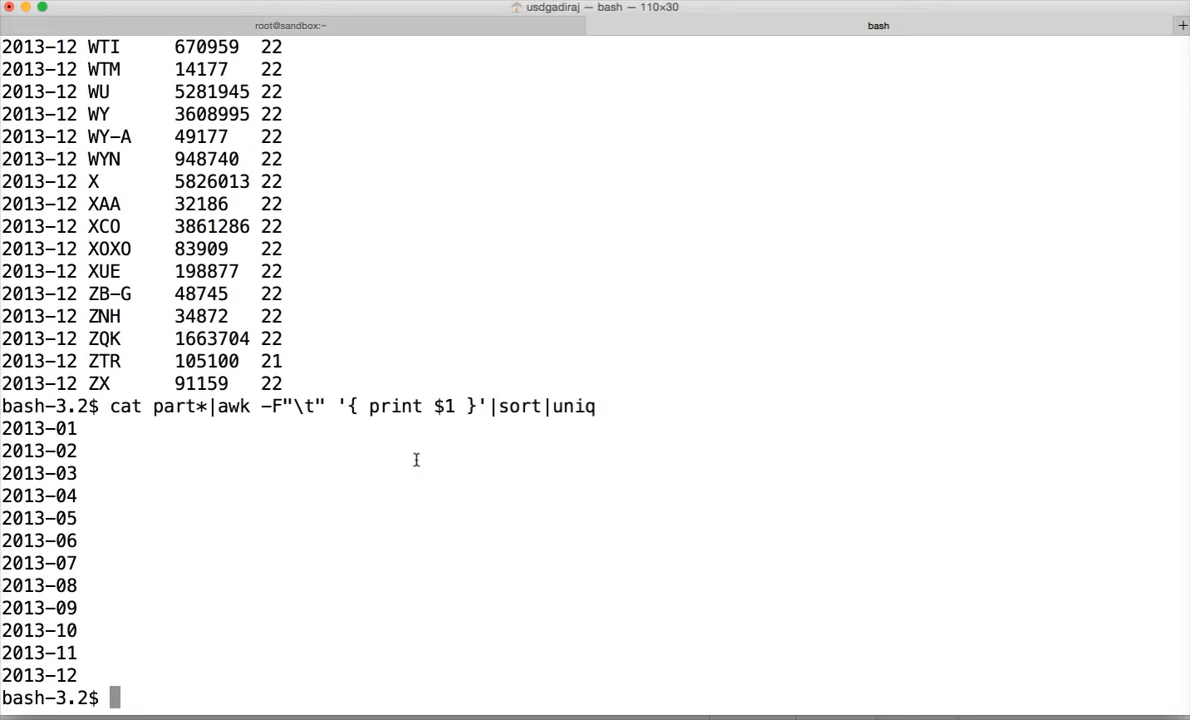 usdgadiraj — bash — 110×30
root@sandbox:~ bash +
2013-12 WTI 670959 22
2013-12 WTM 14177 22
2013-12 WU 5281945 22
2013-12 WY 3608995 22
2013-12 WY-A 49177 22
2013-12 WYN 948740 22
2013-12 X 5826013 22
2013-12 XAA 32186 22
2013-12 XCO 3861286 22
2013-12 XOXO 83909 22
2013-12 XUE 198877 22
2013-12 ZB-G 48745 22
2013-12 ZNH 34872 22
2013-12 ZQK 1663704 22
2013-12 ZTR 105100 21
2013-12 ZX 91159 22
bash-3.2$ cat part*|awk -F"\t" '{ print $1 }'|sort|uniq
2013-01
2013-02
2013-03
2013-04
2013-05
2013-06
2013-07
2013-08
2013-09
2013-10
2013-11
2013-12
bash-3.2$